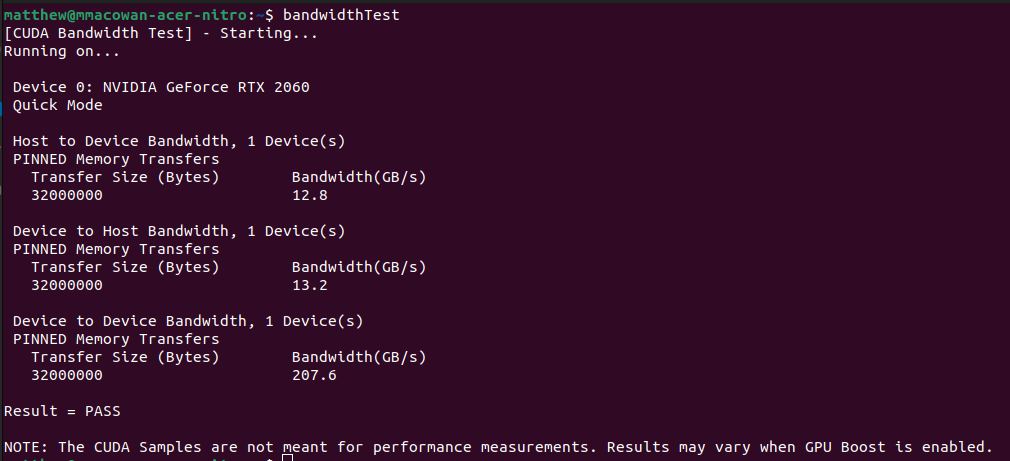 matthew@mmacowan-acer-nitro:~$ bandwidthTest
[CUDA Bandwidth Test] - Starting...
Running on...
Device 0: NVIDIA GeForce RTX 2060
Quick Mode
Host to Device Bandwidth, 1 Device(s)
PINNED Memory Transfers
Transfer Size (Bytes) Bandwidth(GB/s)
32000000 12.8
Device to Host Bandwidth, 1 Device(s)
PINNED Memory Transfers
Transfer Size (Bytes) Bandwidth(GB/s)
32000000 13.2
Device to Device Bandwidth, 1 Device(s)
PINNED Memory Transfers
Transfer Size (Bytes) Bandwidth(GB/s)
32000000 207.6
Result = PASS
NOTE: The CUDA Samples are not meant for performance measurements. Results may vary when GPU Boost is enabled.